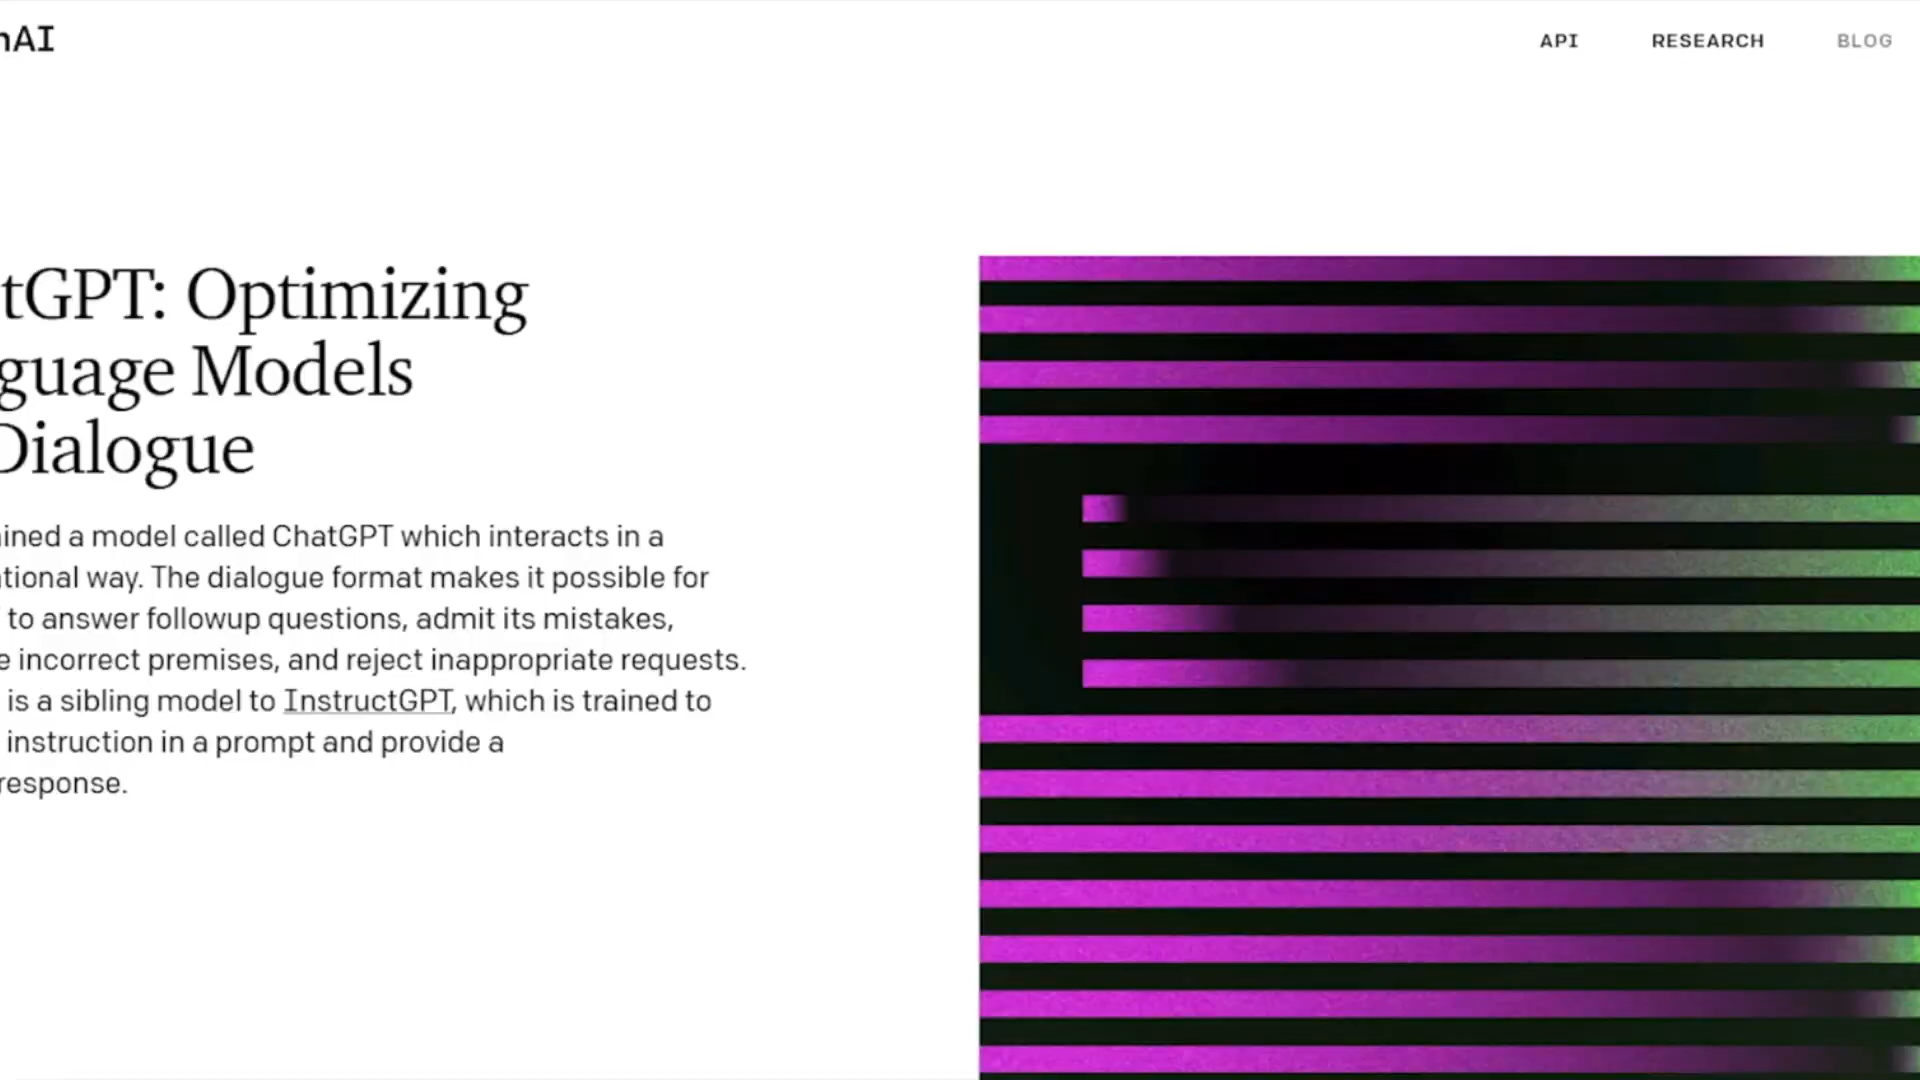 nAI
API
RESEARCH
BLOG
tGPT: Optimizing
guage Models
Dialogue
ined a model called ChatGPT which interacts in a
ational way. The dialogue format makes it possible for
to answer followup questions, admit its mistakes,
e incorrect premises, and reject inappropriate requests.
is a sibling model to InstructGPT, which is trained to
instruction in a prompt and provide a
response.